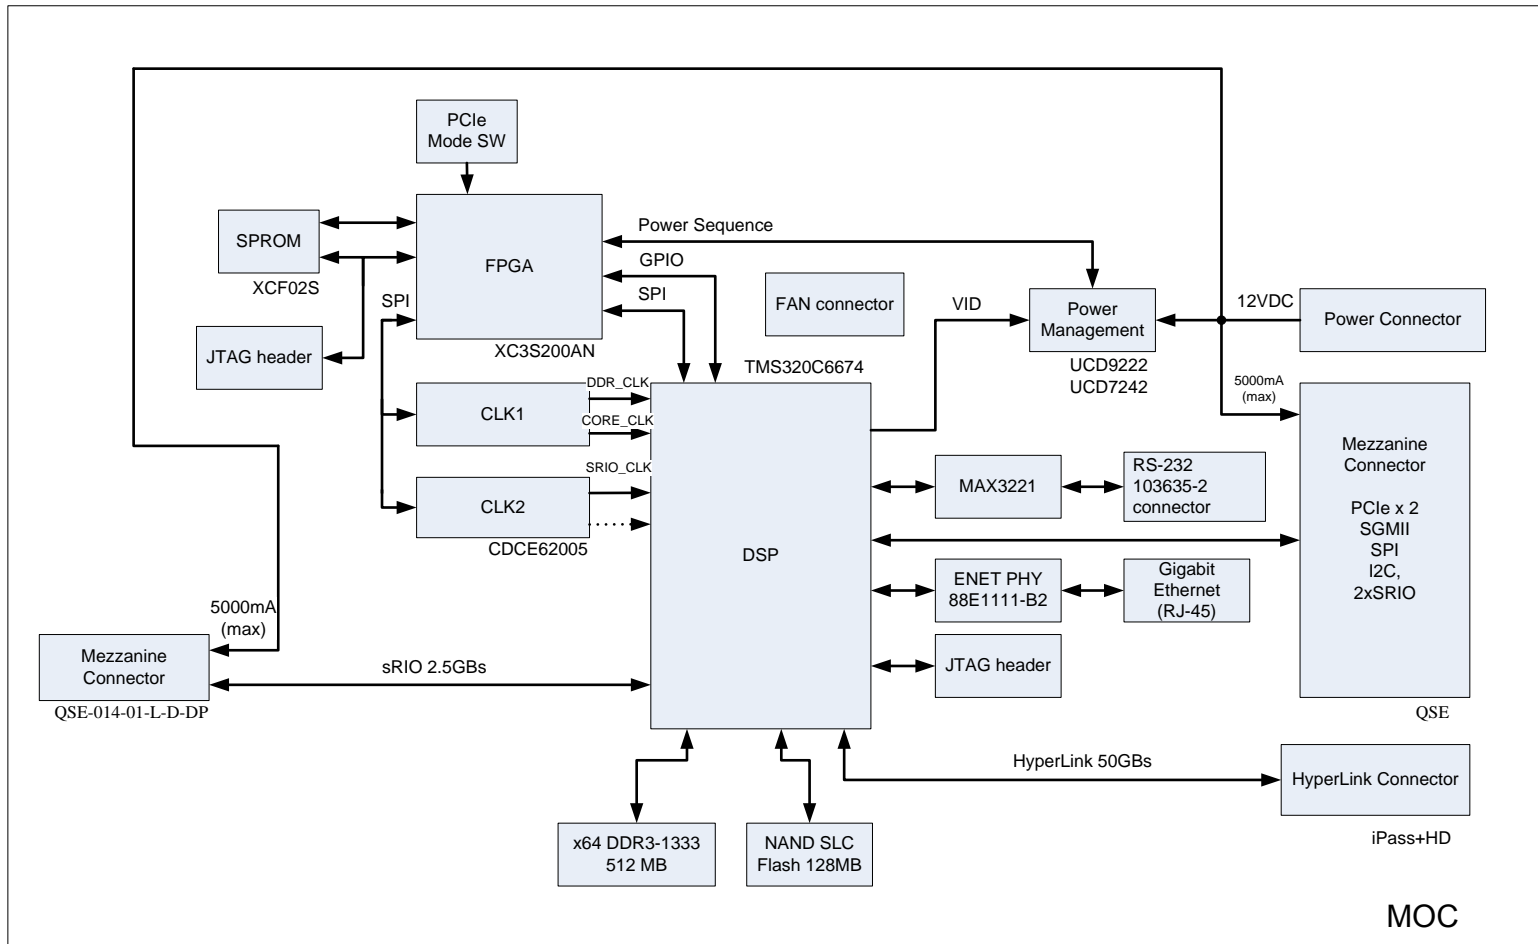 PCIe
Mode SW
SPROM
XCF02S
FPGA
XC3S200AN
JTAG header
SPI
Power Sequence
GPIO
SPI
FAN connector
VID
Power
Management
UCD9222
UCD7242
12VDC
Power Connector
TMS320C6674
5000mA
(max)
CLK1
DDR_CLK
CORE_CLK
CLK2
SRIO_CLK
CDCE62005
DSP
MAX3221
RS-232
103635-2
connector
Mezzanine
Connector
PCIe x 2
SGMII
SPI
I2C,
2xSRIO
QSE
ENET PHY
88E1111-B2
Gigabit
Ethernet
(RJ-45)
JTAG header
5000mA
(max)
Mezzanine
Connector
QSE-014-01-L-D-DP
sRIO 2.5GBs
HyperLink 50GBs
HyperLink Connector
iPass+HD
x64 DDR3-1333
512 MB
NAND SLC
Flash 128MB
MOC